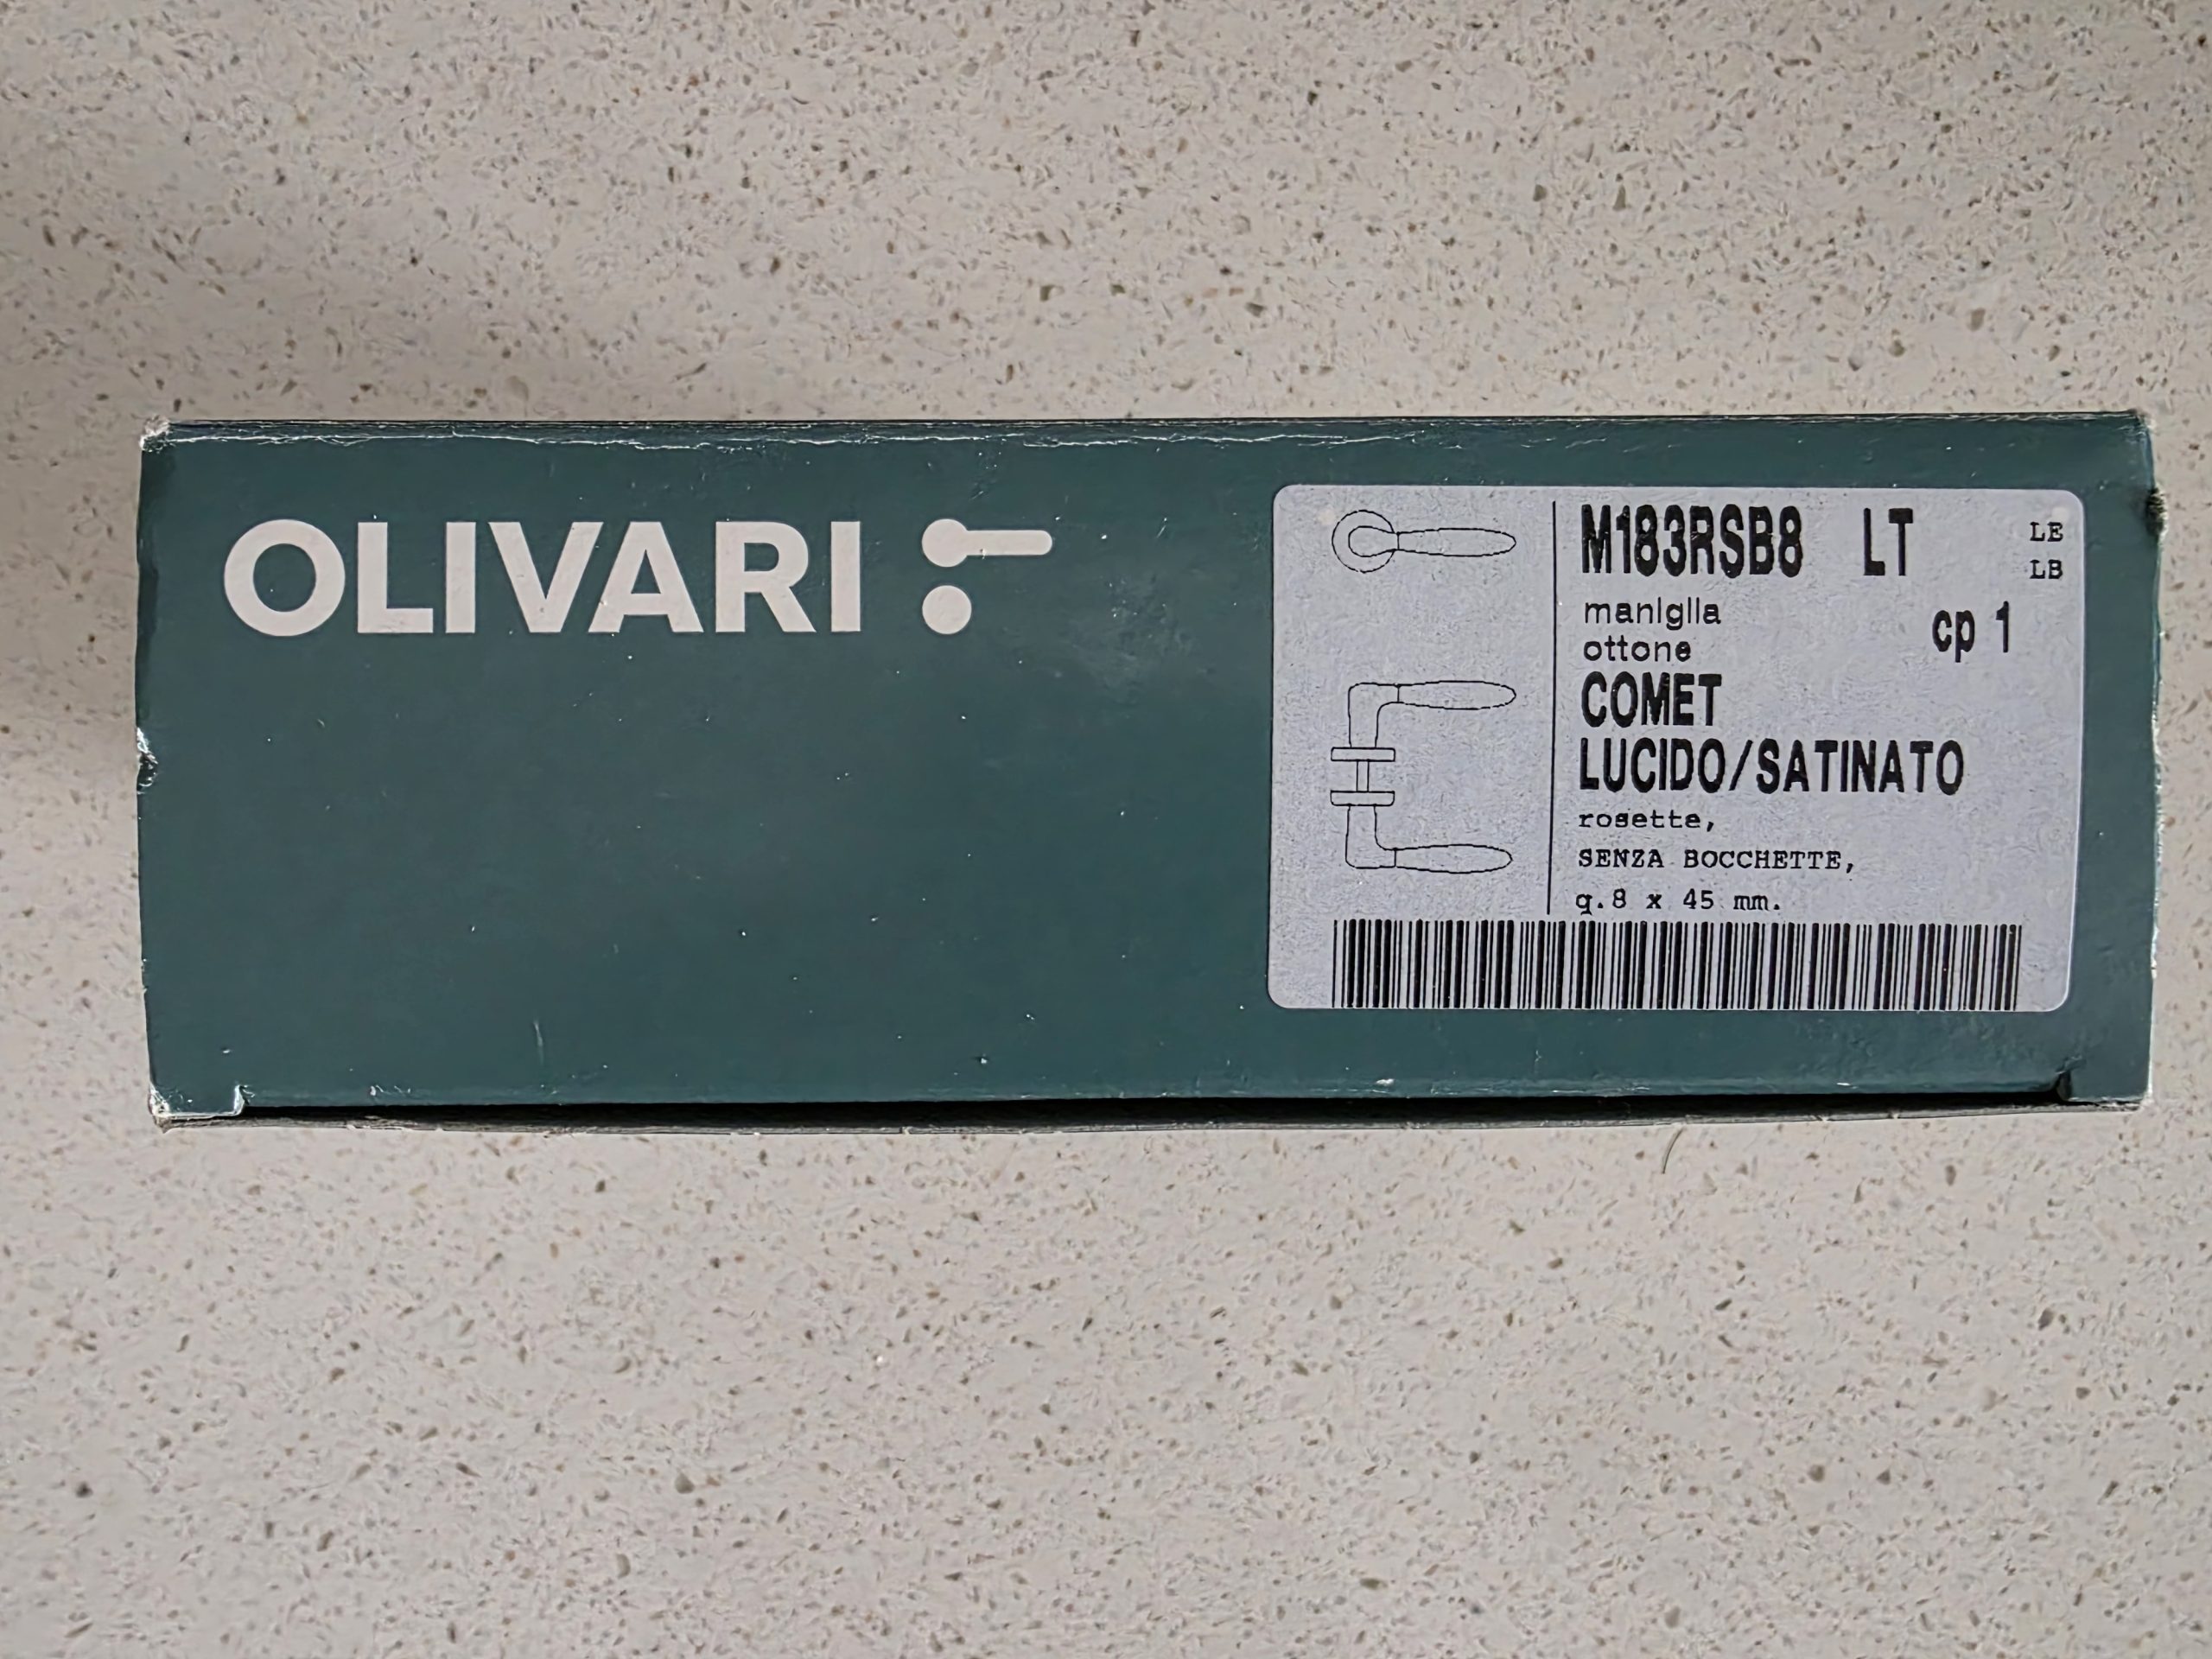 OLIVARI
M183RSB8 LT LE
LB
maniglia
cp 1
ottone
COMET
LUCIDO/SATINATO
rosette,
SENZA BOCCHETTE,
q.8 x 45 mm.